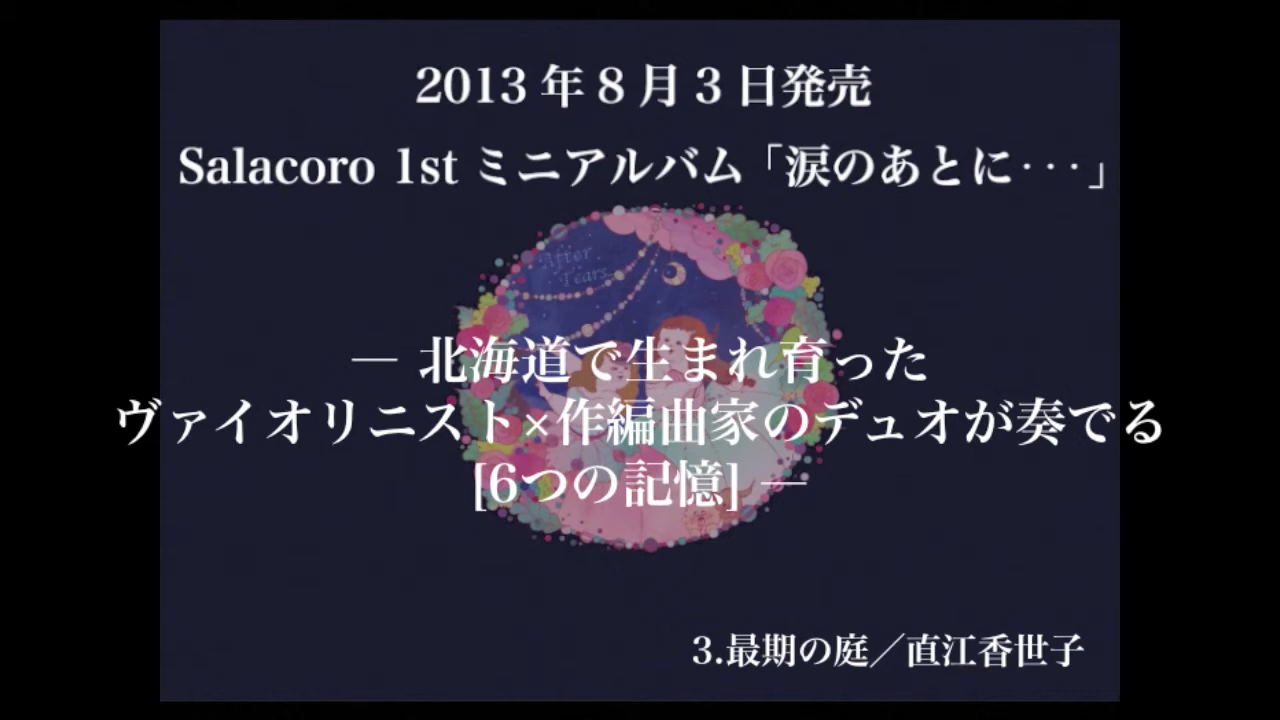 2013年8月3日発売
Salacoro 1st ミニアルバム「涙のあとに・・・」
After
Tears
― 北海道で生まれ育った
ヴァイオリニスト×作編曲家のデュオが奏でる
[6つの記憶] ―
3.最期の庭／直江香世子